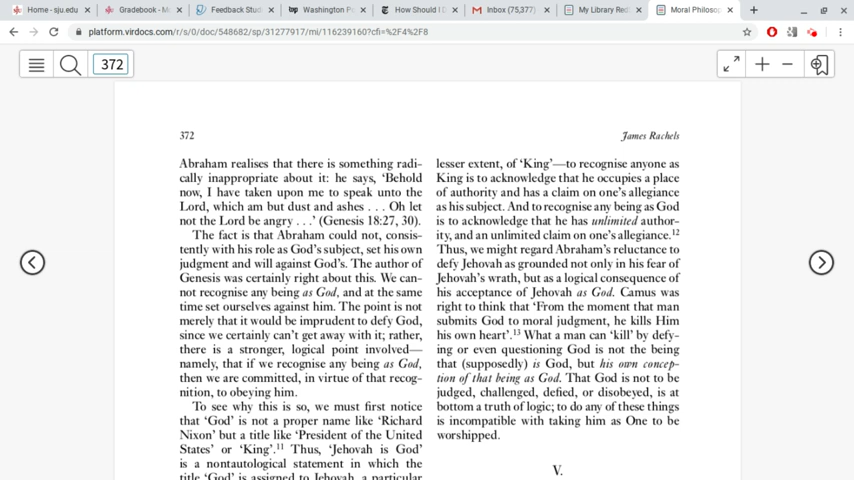 Home - sju.edu
Gradebook - M
Feedback Stud
Washington P
How Should I D
Inbox (75,377)
My Library Re
Moral Philosop
platform.virdocs.com/r/s/0/doc/548682/sp/31277917/mi/116239160?cfi=%2F4%2F8
372
372
James Rachels
Abraham realises that there is something radi-
cally inappropriate about it: he says, ‘Behold
now, I have taken upon me to speak unto the
Lord, which am but dust and ashes . . . Oh let
not the Lord be angry . . .’ (Genesis 18:27, 30).
The fact is that Abraham could not, consis-
tently with his role as God’s subject, set his own
judgment and will against God’s. The author of
Genesis was certainly right about this. We can-
not recognise any being as God, and at the same
time set ourselves against him. The point is not
merely that it would be imprudent to defy God,
since we certainly can’t get away with it; rather,
there is a stronger, logical point involved—
namely, that if we recognise any being as God,
then we are committed, in virtue of that recog-
nition, to obeying him.
To see why this is so, we must first notice
that ‘God’ is not a proper name like ‘Richard
Nixon’ but a title like ‘President of the United
States’ or ‘King’.11 Thus, ‘Jehovah is God’
is a nontautological statement in which the
title ‘God’ is assigned to Jehovah, a particular
lesser extent, of ‘King’—to recognise anyone as
King is to acknowledge that he occupies a place
of authority and has a claim on one’s allegiance
as his subject. And to recognise any being as God
is to acknowledge that he has unlimited author-
ity, and an unlimited claim on one’s allegiance.12
Thus, we might regard Abraham’s reluctance to
defy Jehovah as grounded not only in his fear of
Jehovah’s wrath, but as a logical consequence of
his acceptance of Jehovah as God. Camus was
right to think that ‘From the moment that man
submits God to moral judgment, he kills Him in
his own heart’.13 What a man can ‘kill’ by defy-
ing or even questioning God is not the being
that (supposedly) is God, but his own concep-
tion of that being as God. That God is not to be
judged, challenged, defied, or disobeyed, is at
bottom a truth of logic; to do any of these things
is incompatible with taking him as One to be
worshipped.
V.